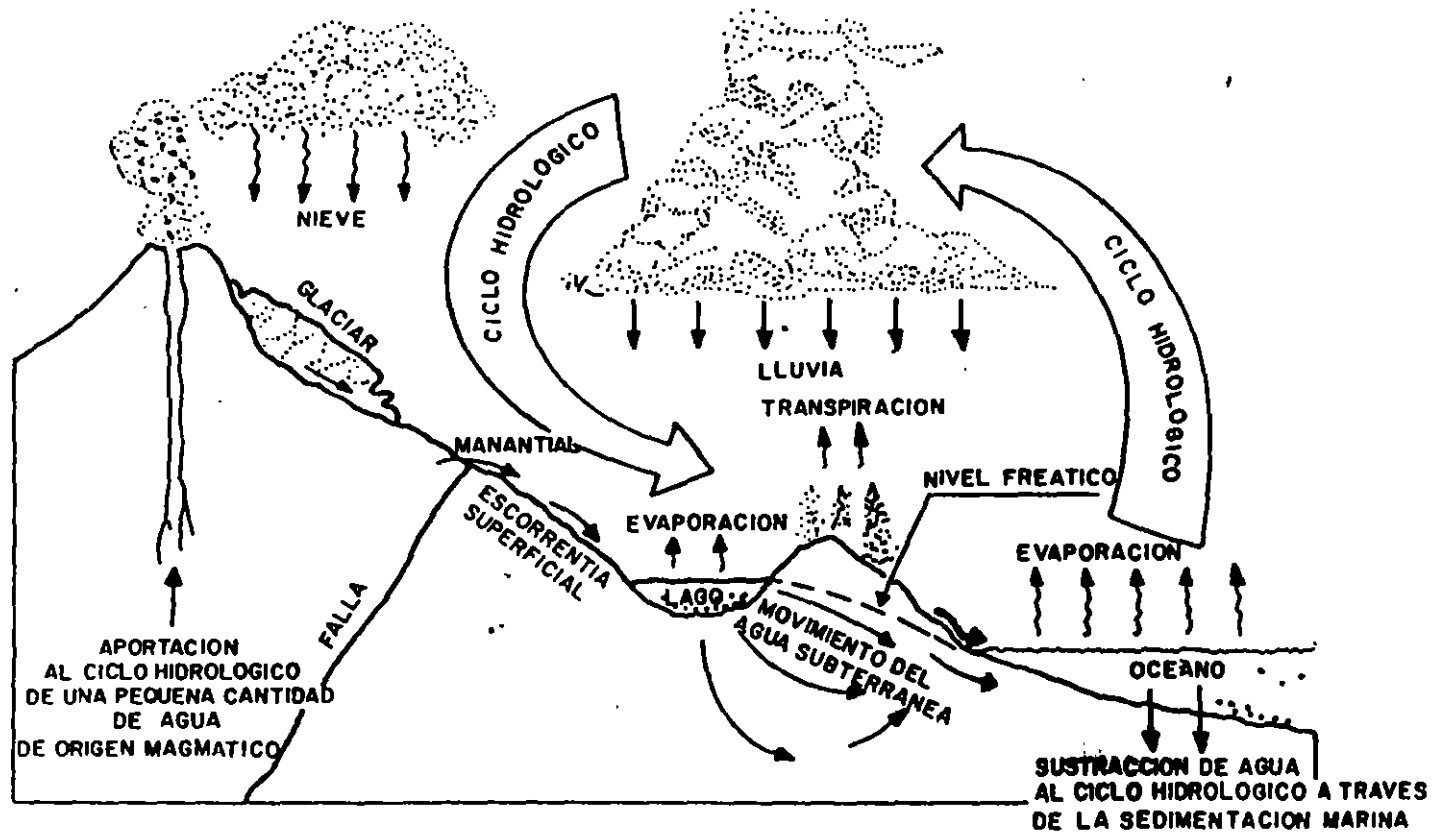 NIEVE
CICLO HIDROLOGICO
CICLO HIDROLOGICO
GLACIAR
LLUVIA
TRANSPIRACION
MANANTIAL
NIVEL FREATICO
ESCORRENTIA
SUPERFICIAL
EVAPORACION
EVAPORACION
LAGO
FALLA
MOVIMIENTO DEL
AGUA SUBTERRANEA
OCEANO
APORTACION
AL CICLO HIDROLOGICO
DE UNA PEQUENA CANTIDAD
DE AGUA
DE ORIGEN MAGMATICO
SUSTRACCION DE AGUA
AL CICLO HIDROLOGICO A TRAVES
DE LA SEDIMENTACION MARINA